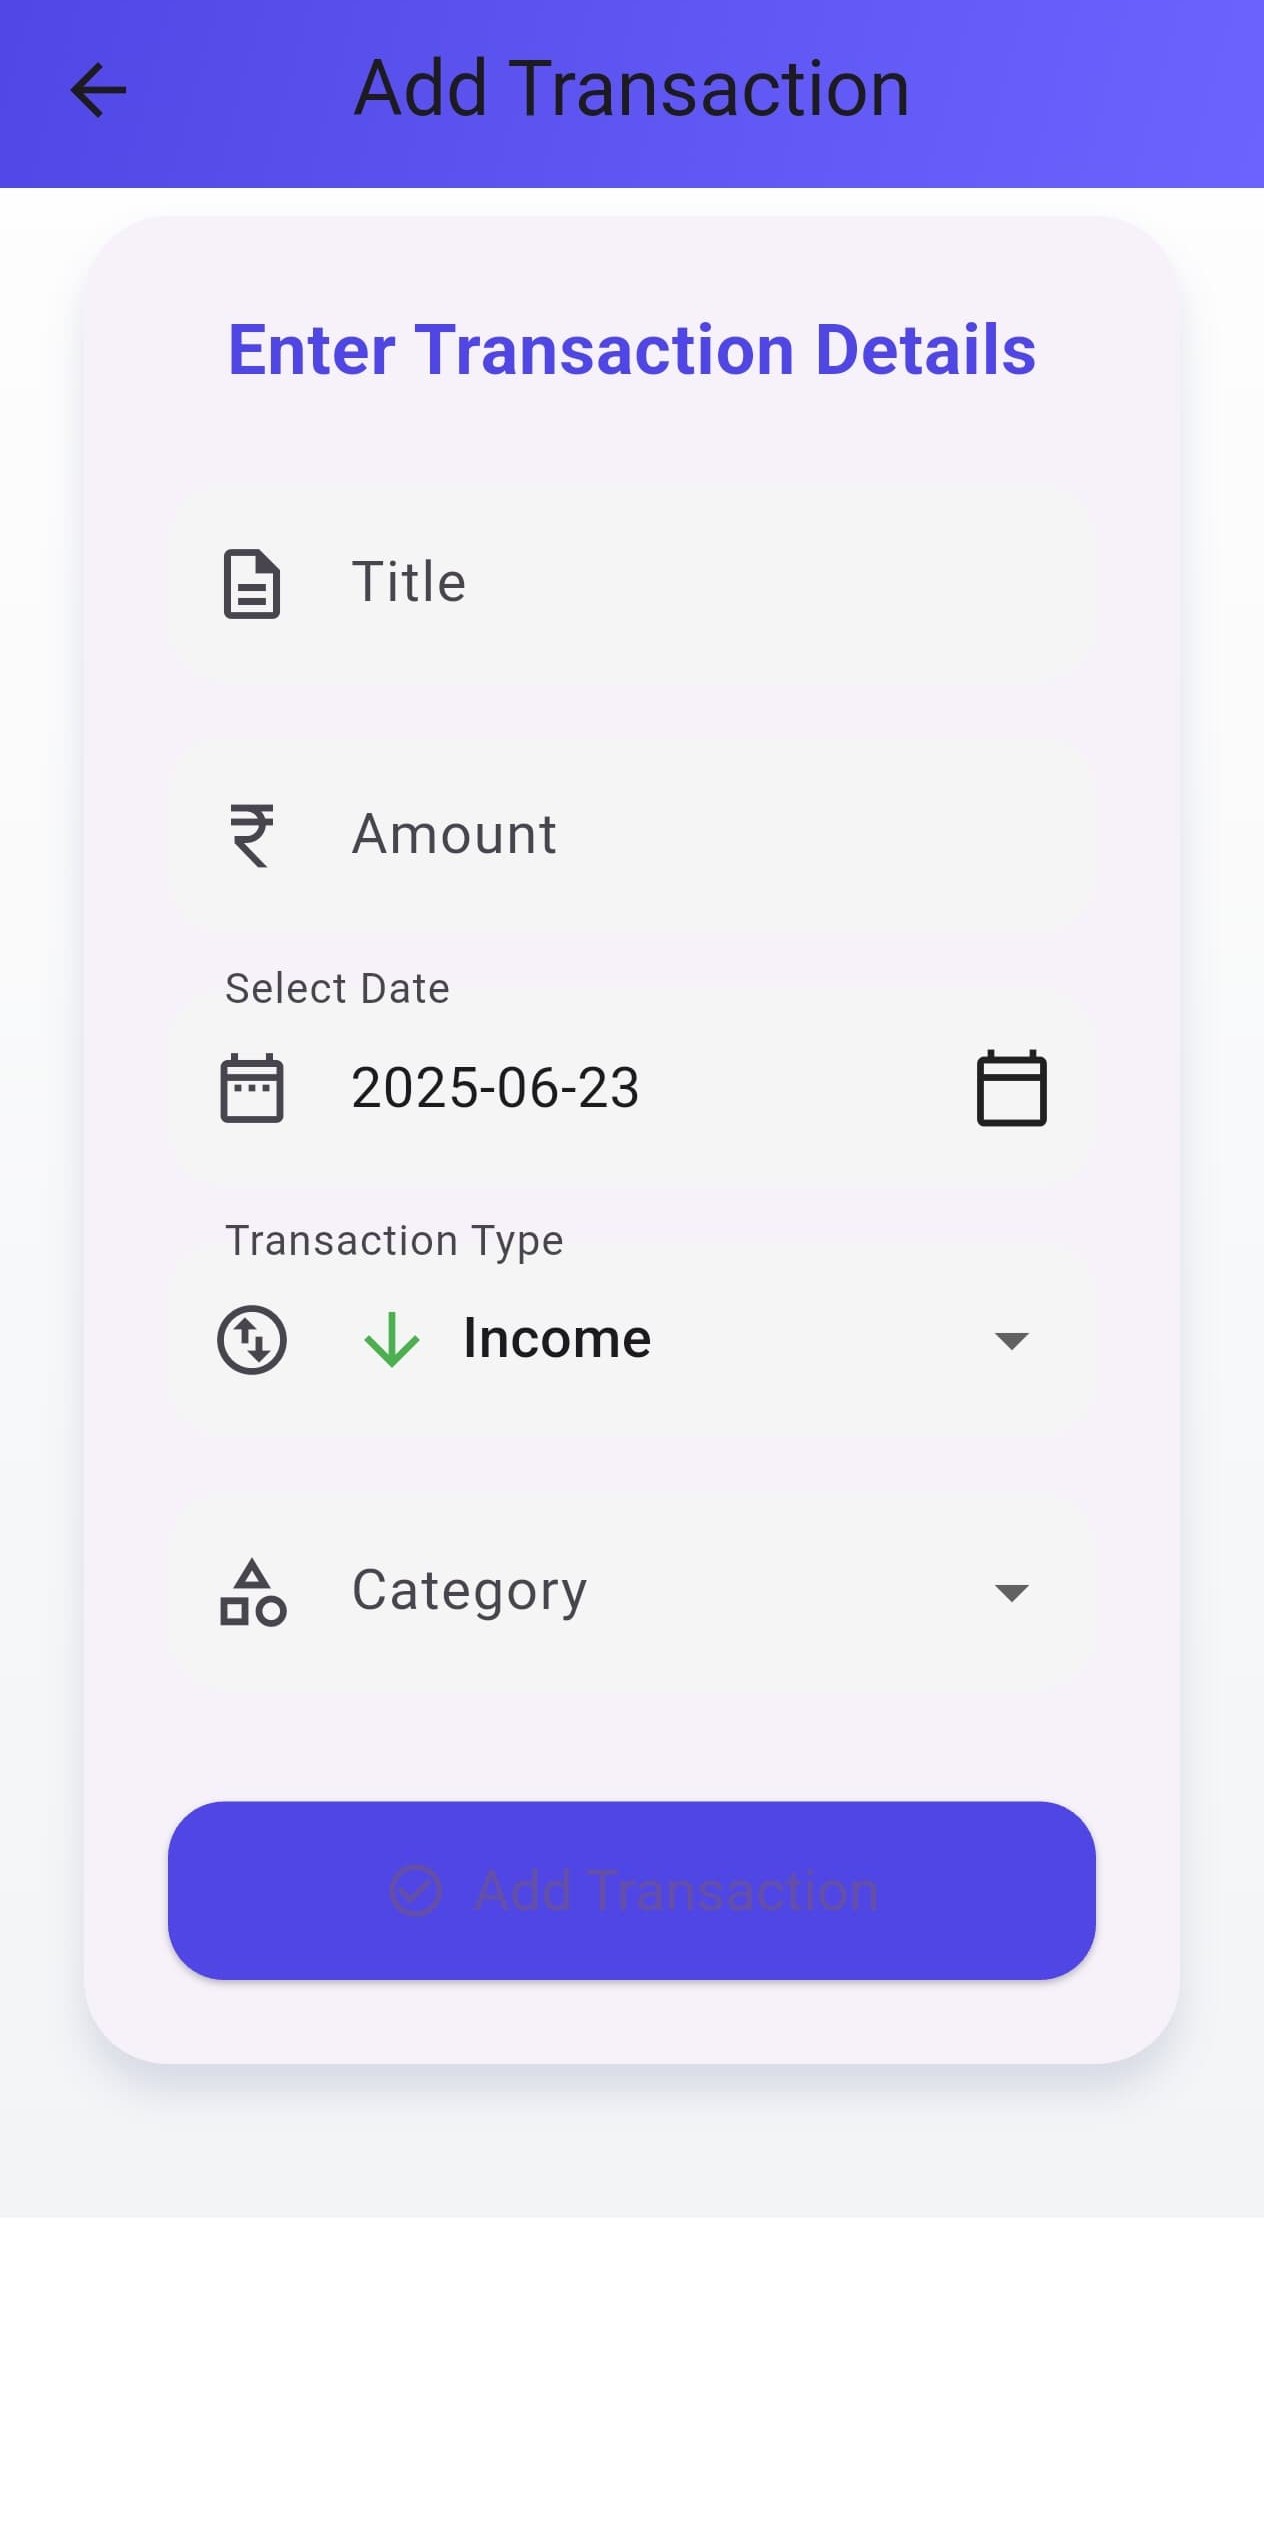 Add Transaction
Enter Transaction Details
Title
₹ Amount
Select Date
2025-06-23
Transaction Type
Income
Category
Add Transaction